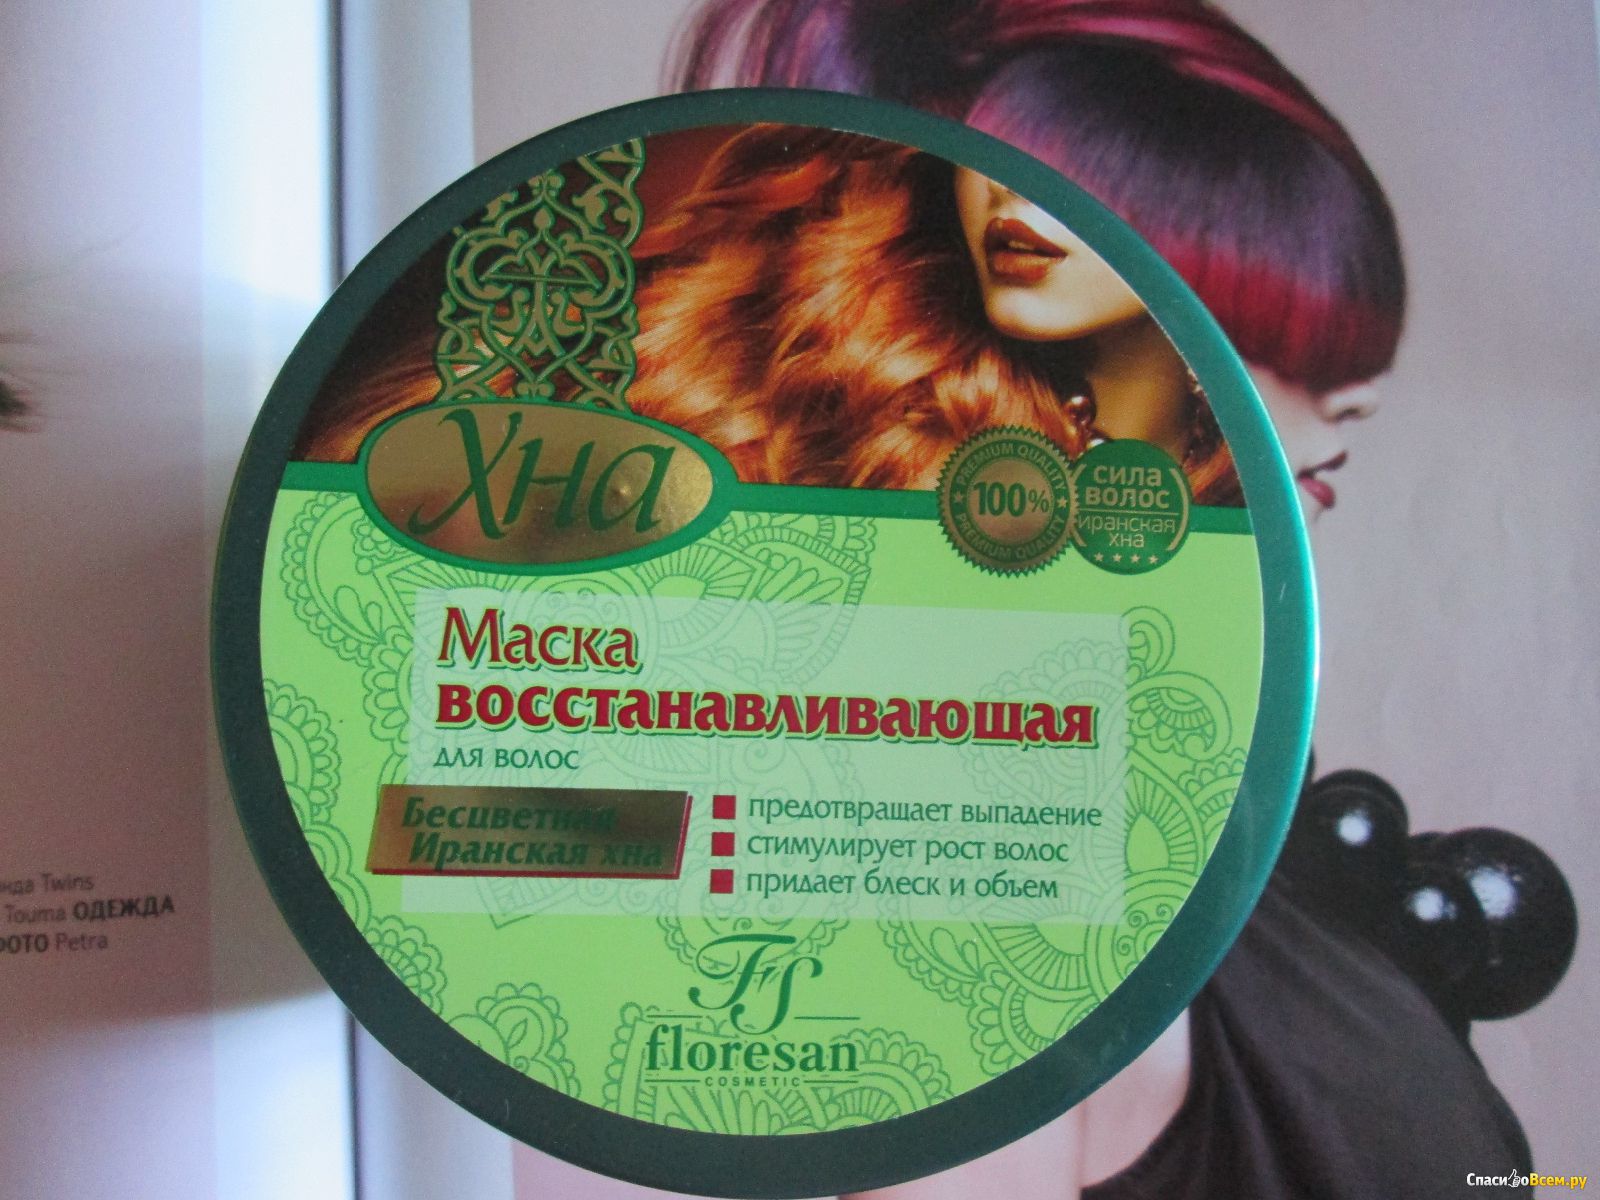 Хна
PREMIUM QUALITY
100%
PREMIUM QUALITY
сила
волос
иранская
хна
Маска
восстанавливающая
для волос
Бесцветная
Иранская хна
предотвращает выпадение
стимулирует рост волос
придает блеск и объем
FS
floresan
COSMETIC
Twins
Touma ОДЕЖДА
ФОТО Petra
СпасибоВсем.ру